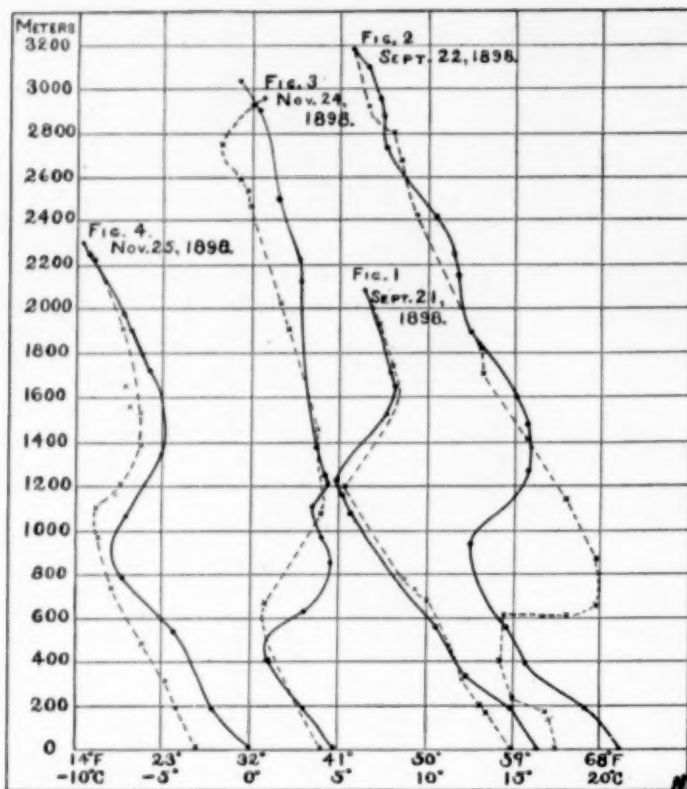 METERS
3200
3000
2800
2600
2400
2200
2000
1800
1600
1400
1200
1000
800
600
400
200
0
FIG. 2
SEPT. 22, 1898.
FIG. 3
NOV. 24,
1898.
FIG. 4.
NOV. 25, 1898.
FIG. 1
SEPT. 21,
1898.
14°F 23° 32° 41° 50° 59° 68°F
-10°C -5° 0° 5° 10° 15° 20°C